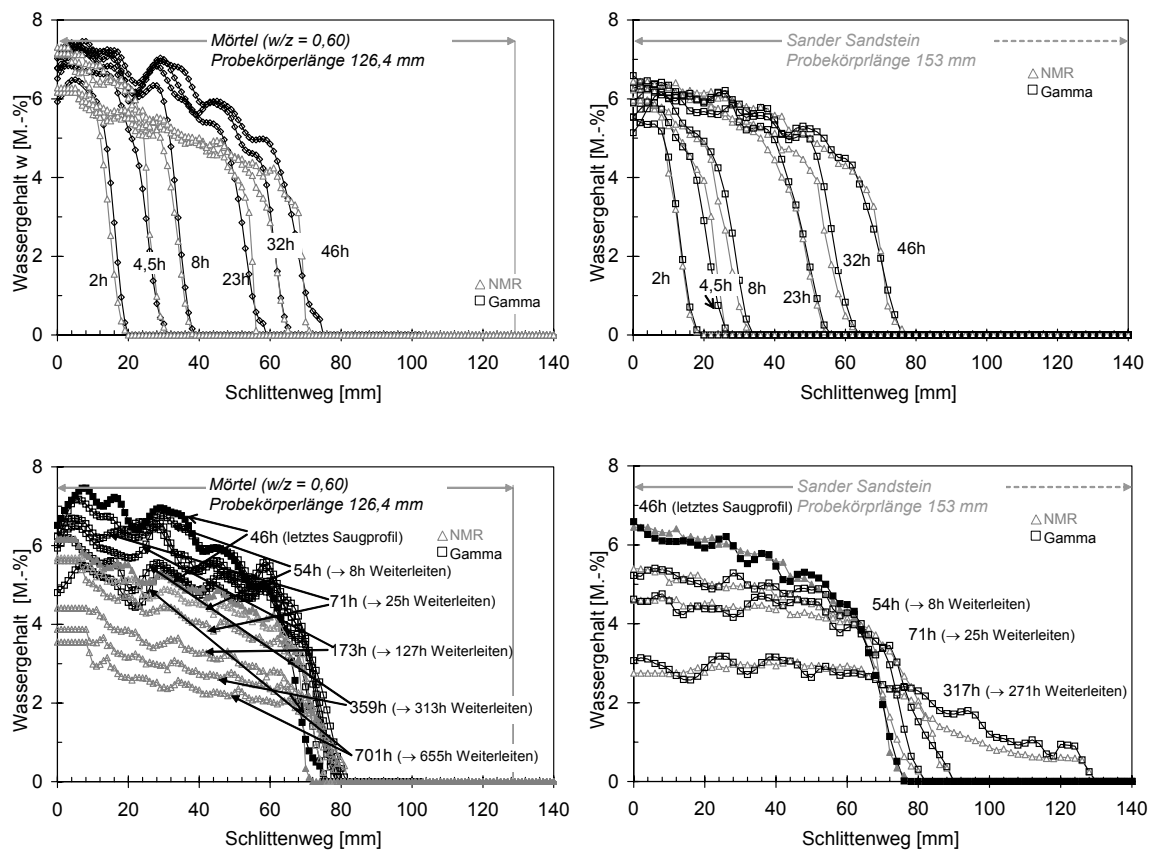 8
6
4
2
0
Wassergehalt w [M.-%]
Mörtel (w/z = 0,60)
Probekörperlänge 126,4 mm
2h
4,5h
8h
23h
32h
46h
NMR
Gamma
0 20 40 60 80 100 120 140
Schlittenweg [mm]
8
6
4
2
0
Wassergehalt [M.-%]
Sander Sandstein
Probekörprlänge 153 mm
NMR
Gamma
2h
4,5h
8h
23h
32h
46h
0 20 40 60 80 100 120 140
Schlittenweg [mm]
8
6
4
2
0
Wassergehalt [M.-%]
Mörtel (w/z = 0,60)
Probekörperlänge 126,4 mm
NMR
Gamma
46h (letztes Saugprofil)
54h (→ 8h Weiterleiten)
71h (→ 25h Weiterleiten)
173h (→ 127h Weiterleiten)
359h (→ 313h Weiterleiten)
701h (→ 655h Weiterleiten)
0 20 40 60 80 100 120 140
Schlittenweg [mm]
8
6
4
2
0
Wassergehalt [M.-%]
Sander Sandstein
46h (letztes Saugprofil) Probekörprlänge 153 mm
NMR
Gamma
54h (→ 8h Weiterleiten)
71h (→ 25h Weiterleiten)
317h (→ 271h Weiterleiten)
0 20 40 60 80 100 120 140
Schlittenweg [mm]